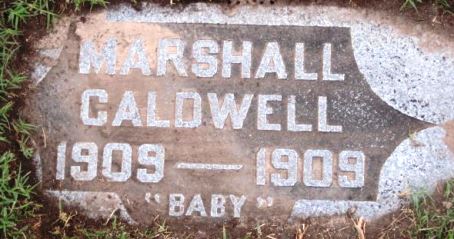 MARSHALL
CALDWELL
1909 — 1909
"BABY"